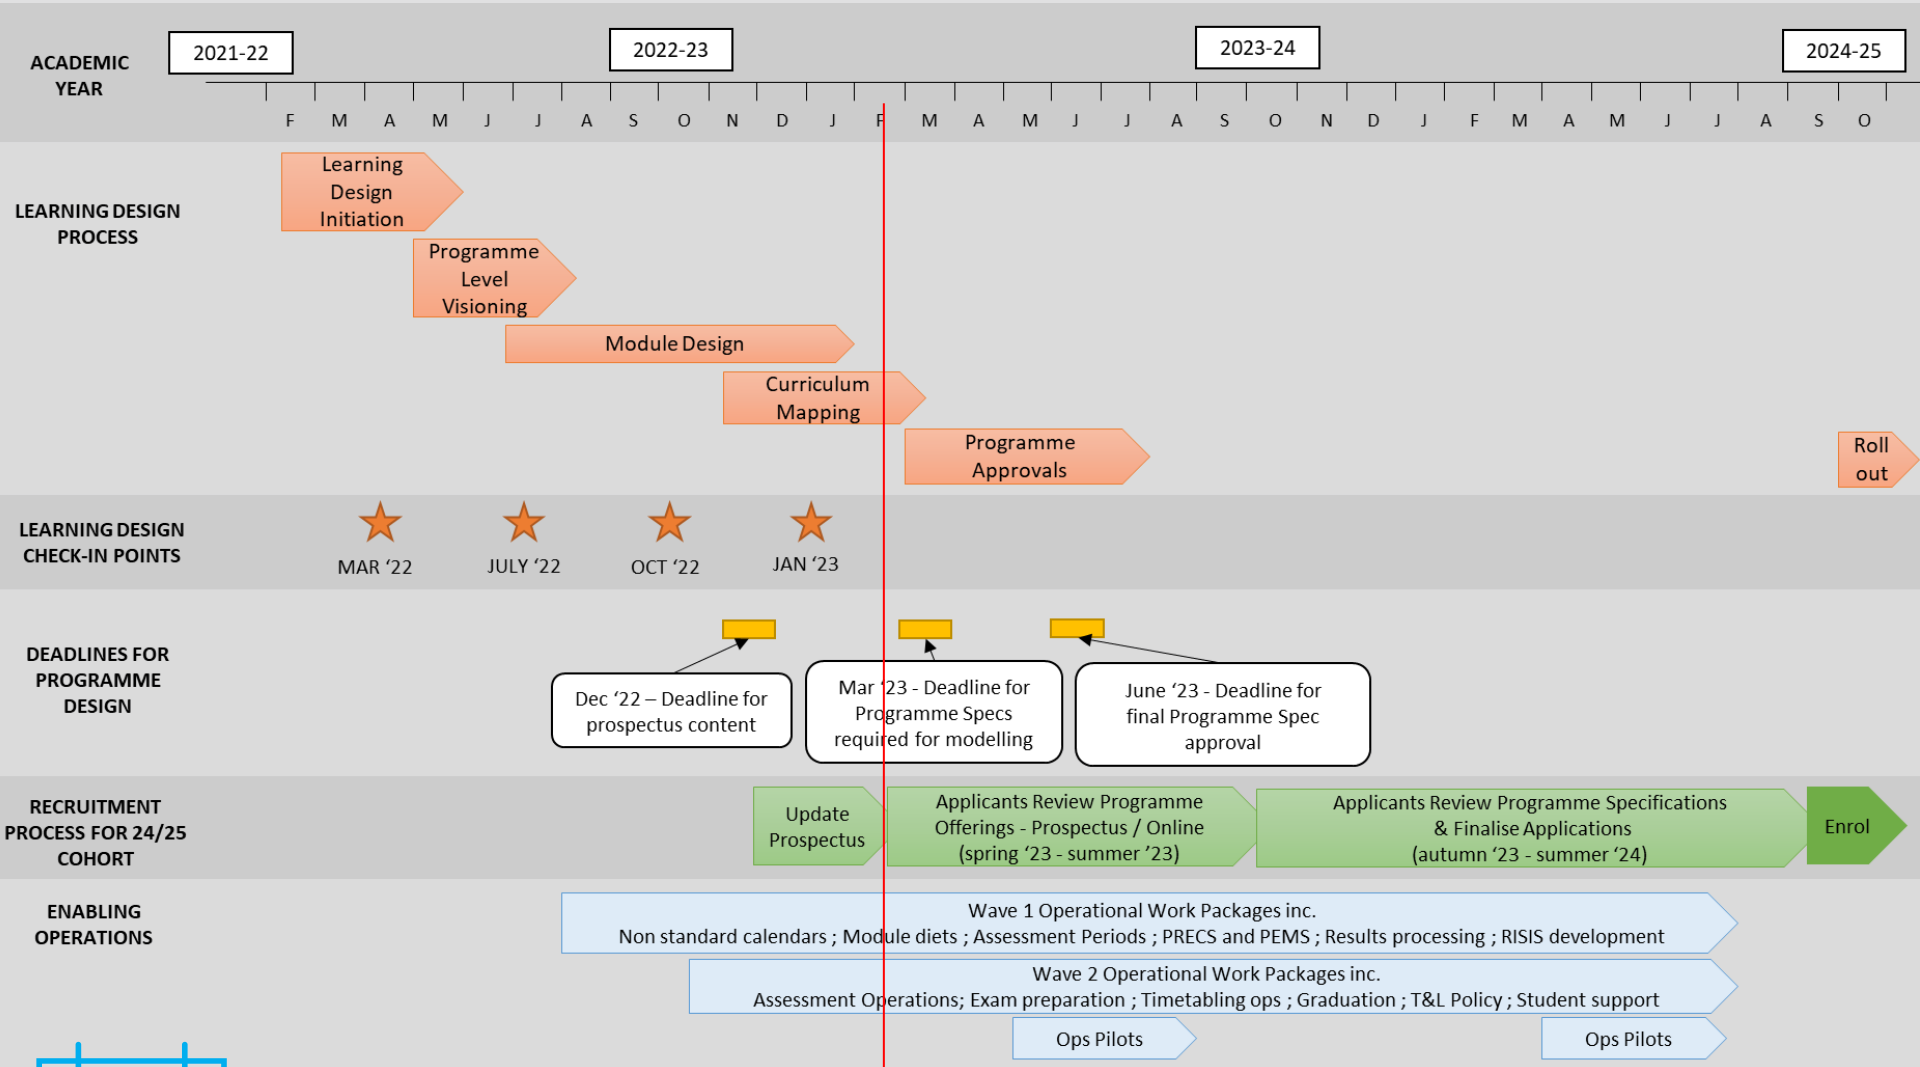 ACADEMIC
YEAR
2021-22
2022-23
2023-24
2024-25
F M A M J J A S O N D J F M A M J J A S O N D J F M A M J J A S O
LEARNING DESIGN
PROCESS
Learning
Design
Initiation
Programme
Level
Visioning
Module Design
Curriculum
Mapping
Programme
Approvals
Roll
out
LEARNING DESIGN
CHECK-IN POINTS
MAR ‘22
JULY ‘22
OCT ‘22
JAN ‘23
DEADLINES FOR
PROGRAMME
DESIGN
Dec ‘22 – Deadline for
prospectus content
Mar ‘23 - Deadline for
Programme Specs
required for modelling
June ‘23 - Deadline for
final Programme Spec
approval
RECRUITMENT
PROCESS FOR 24/25
COHORT
Update
Prospectus
Applicants Review Programme
Offerings - Prospectus / Online
(spring ‘23 - summer ’23)
Applicants Review Programme Specifications
& Finalise Applications
(autumn ‘23 - summer ‘24)
Enrol
ENABLING
OPERATIONS
Wave 1 Operational Work Packages inc.
Non standard calendars ; Module diets ; Assessment Periods ; PRECS and PEMS ; Results processing ; RISIS development
Wave 2 Operational Work Packages inc.
Assessment Operations; Exam preparation ; Timetabling ops ; Graduation ; T&L Policy ; Student support
Ops Pilots
Ops Pilots